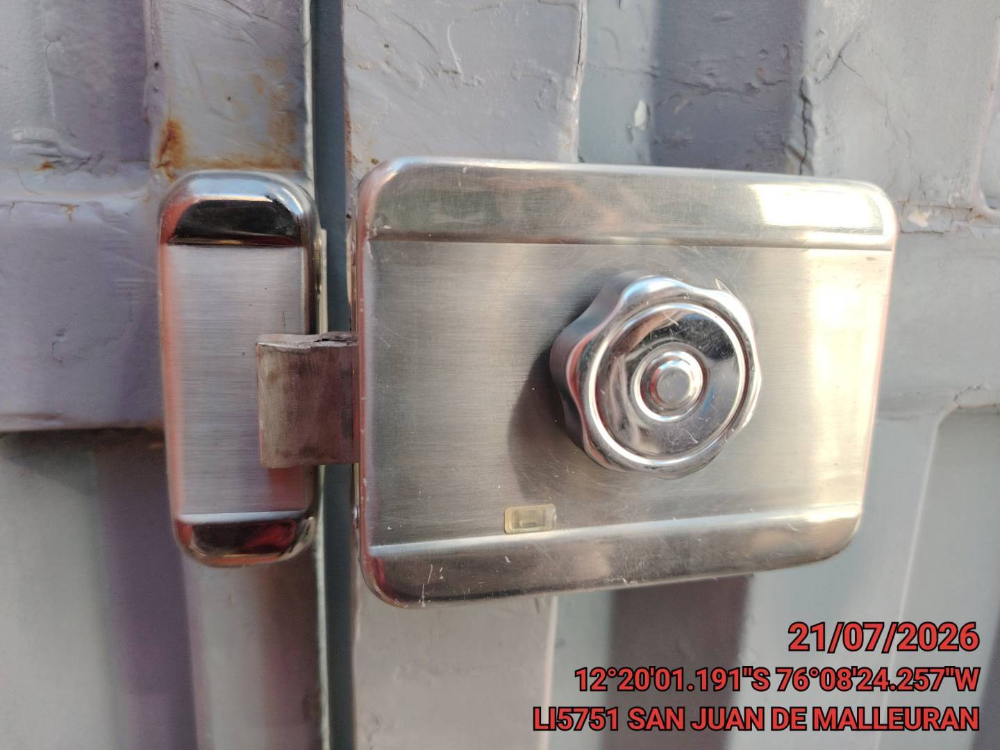 21/07/2026
12°20'01.191"S 76°08'24.257"W
LI5751 SAN JUAN DE MALLEURAN